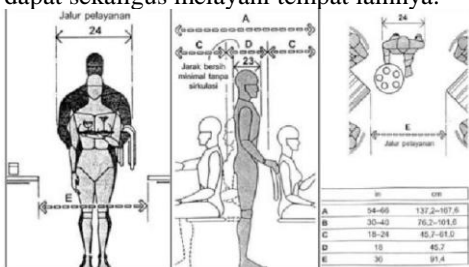 dapat sekaligus melayani tempat lainnya.
Jalur pelayanan
24
E
A
C D C
23
Jarak bersih
minimal tanpa
sirkulasi
24
E
Jalur pelayanan
in cm
A 54–66 137,2–167,6
B 30–40 76,2–101,6
C 18–24 45,7–61,0
D 18 45,7
E 36 91,4